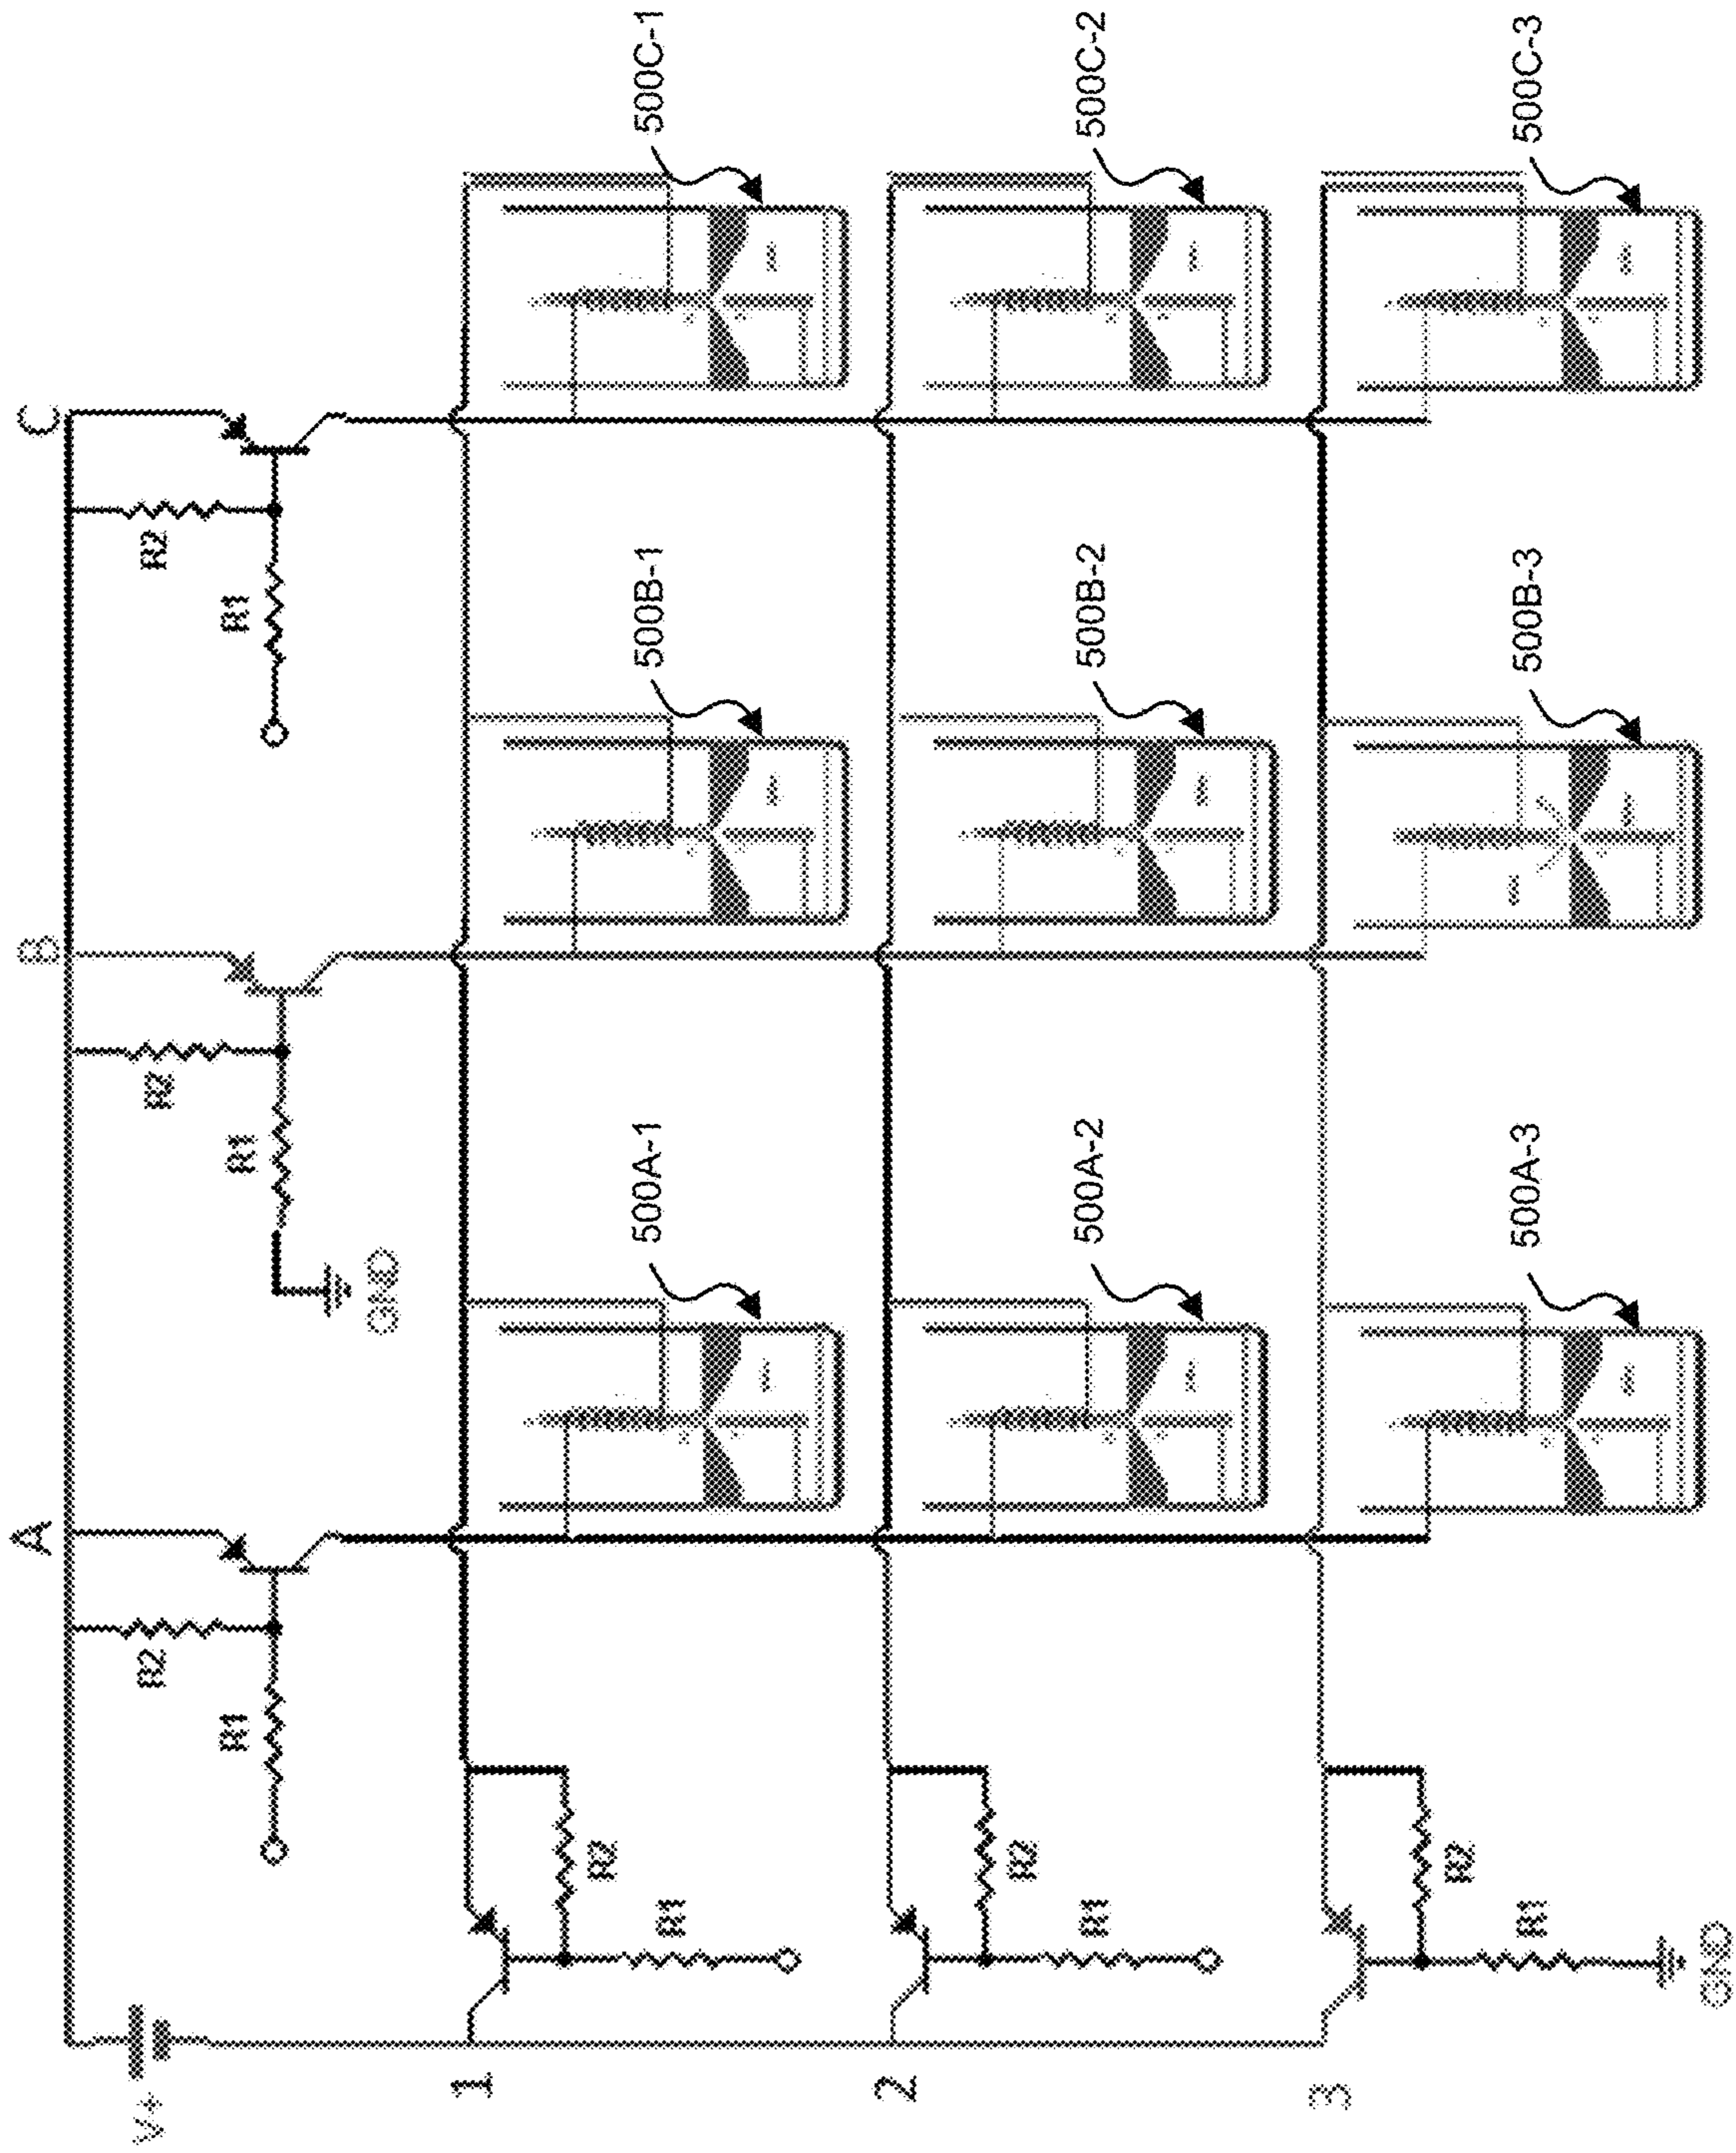 A
B
C
V+
R2
R1
R2
R1
GND
R2
R1
1
R2
R1
500A-1
500B-1
500C-1
2
R2
R1
500A-2
500B-2
500C-2
3
R2
R1
GND
500A-3
500B-3
500C-3